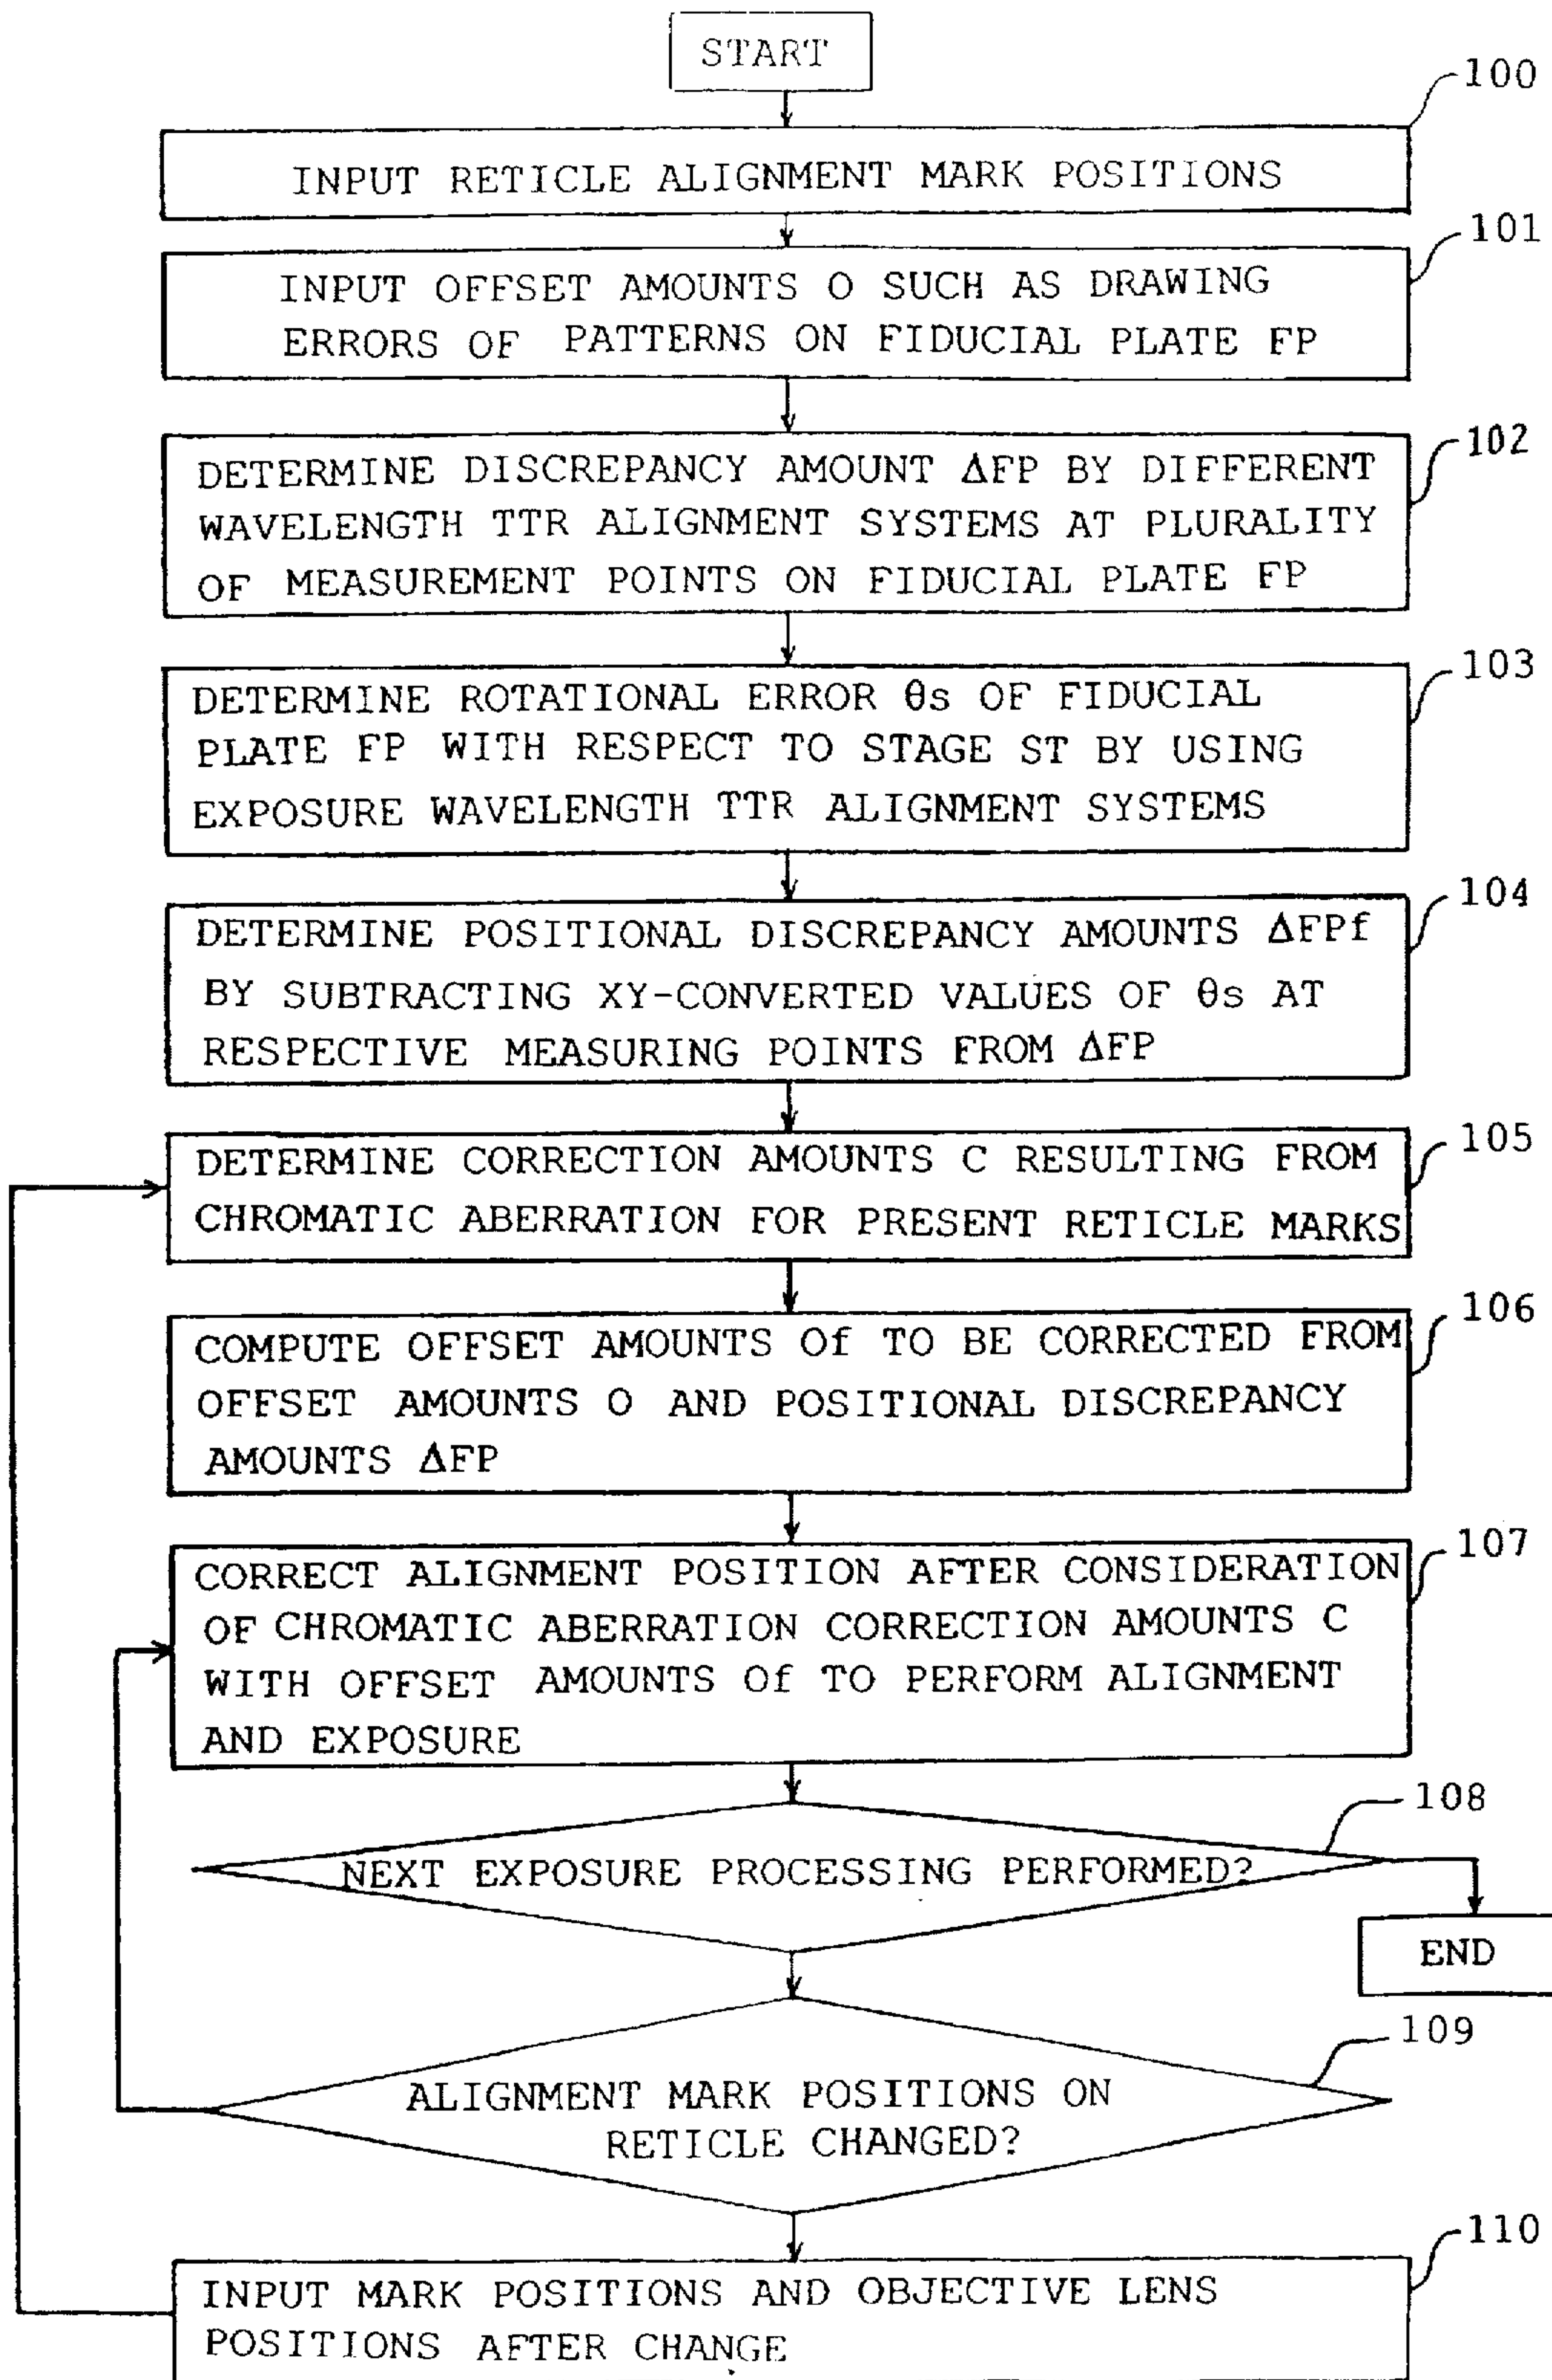 START
100
INPUT RETICLE ALIGNMENT MARK POSITIONS
101
INPUT OFFSET AMOUNTS O SUCH AS DRAWING
ERRORS OF PATTERNS ON FIDUCIAL PLATE FP
102
DETERMINE DISCREPANCY AMOUNT ΔFP BY DIFFERENT
WAVELENGTH TTR ALIGNMENT SYSTEMS AT PLURALITY
OF MEASUREMENT POINTS ON FIDUCIAL PLATE FP
103
DETERMINE ROTATIONAL ERROR θs OF FIDUCIAL
PLATE FP WITH RESPECT TO STAGE ST BY USING
EXPOSURE WAVELENGTH TTR ALIGNMENT SYSTEMS
104
DETERMINE POSITIONAL DISCREPANCY AMOUNTS ΔFPf
BY SUBTRACTING XY-CONVERTED VALUES OF θs AT
RESPECTIVE MEASURING POINTS FROM ΔFP
105
DETERMINE CORRECTION AMOUNTS C RESULTING FROM
CHROMATIC ABERRATION FOR PRESENT RETICLE MARKS
106
COMPUTE OFFSET AMOUNTS Of TO BE CORRECTED FROM
OFFSET AMOUNTS O AND POSITIONAL DISCREPANCY
AMOUNTS ΔFP
107
CORRECT ALIGNMENT POSITION AFTER CONSIDERATION
OF CHROMATIC ABERRATION CORRECTION AMOUNTS C
WITH OFFSET AMOUNTS Of TO PERFORM ALIGNMENT
AND EXPOSURE
108
NEXT EXPOSURE PROCESSING PERFORMED?
END
109
ALIGNMENT MARK POSITIONS ON
RETICLE CHANGED?
110
INPUT MARK POSITIONS AND OBJECTIVE LENS
POSITIONS AFTER CHANGE